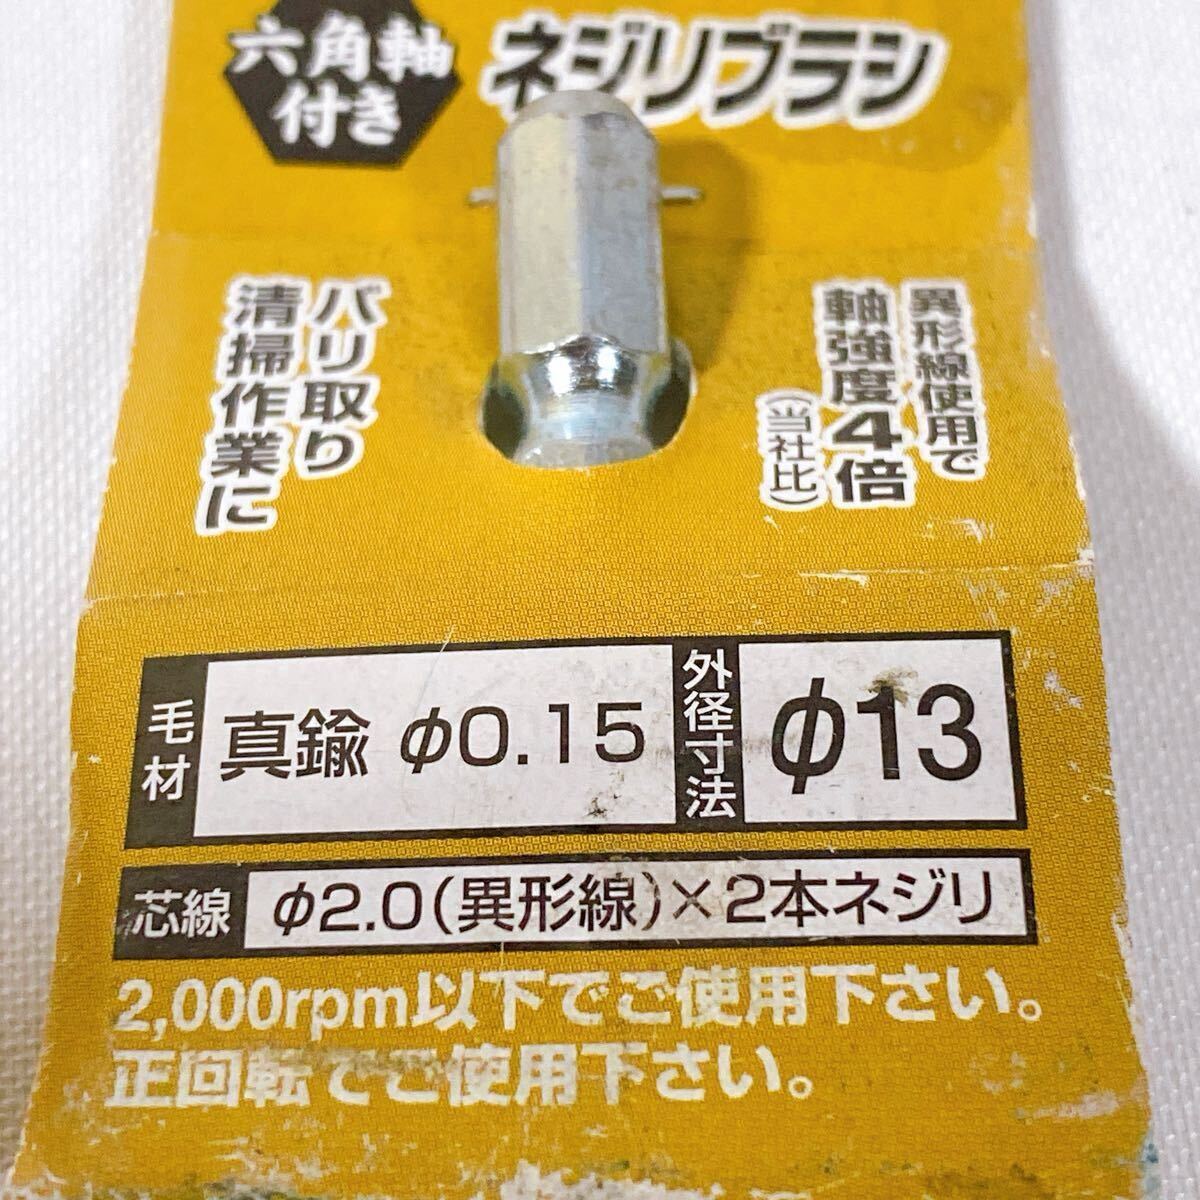 六角軸
付き
ネジリブラシ
異形線使用で
軸強度4倍
(当社比)
バリ取り
清掃作業に
毛材
真鍮 φ0.15
外径寸法
φ13
芯線
φ2.0(異形線)×2本ネジリ
2,000rpm以下でご使用下さい。
正回転でご使用下さい。